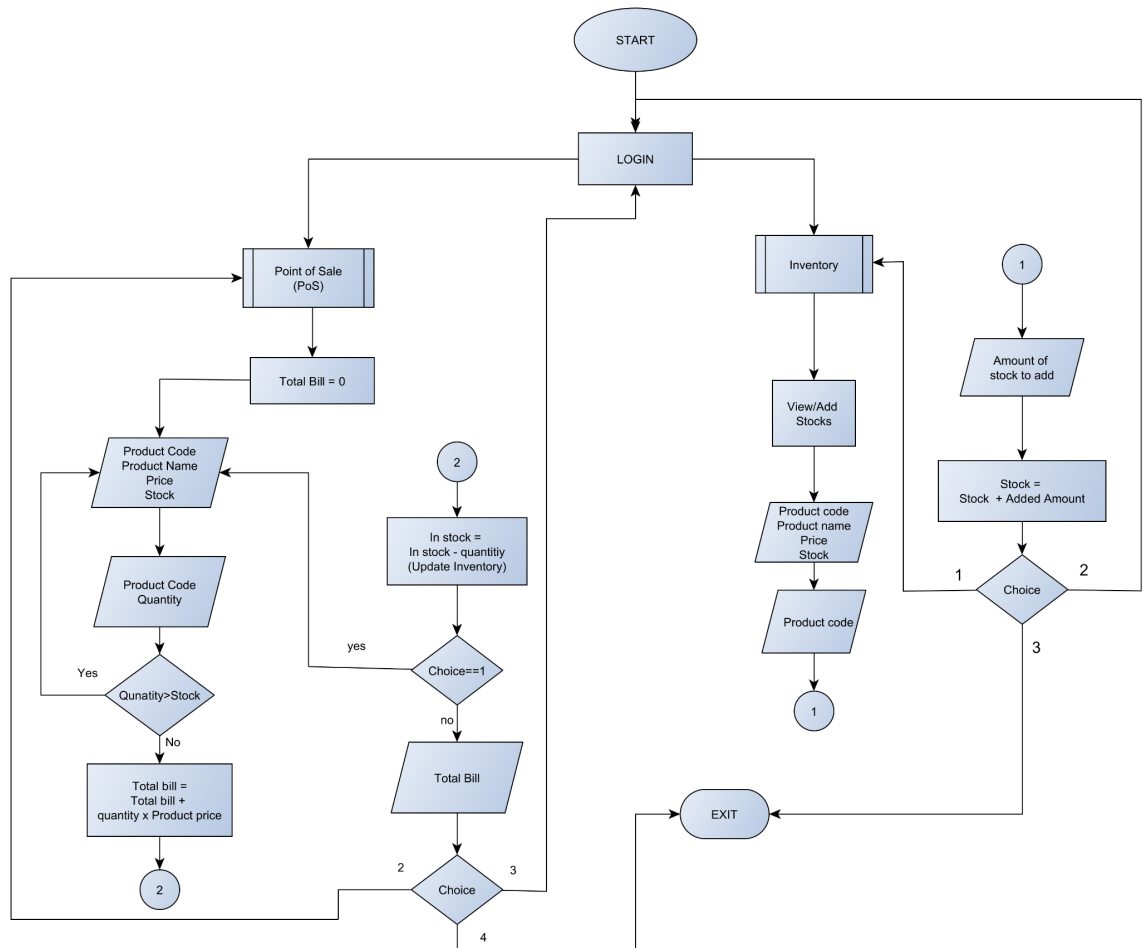 START
LOGIN
Point of Sale
(PoS)
Inventory
1
Total Bill = 0
Amount of
stock to add
View/Add
Stocks
Product Code
Product Name
Price
Stock
2
Stock =
Stock + Added Amount
In stock =
In stock - quantitiy
(Update Inventory)
Product code
Product name
Price
Stock
1
Choice
2
3
Product Code
Quantity
Product code
yes
Choice==1
no
Yes
Qunatity>Stock
No
1
Total bill =
Total bill +
quantity x Product price
Total Bill
EXIT
2
2
Choice
3
4